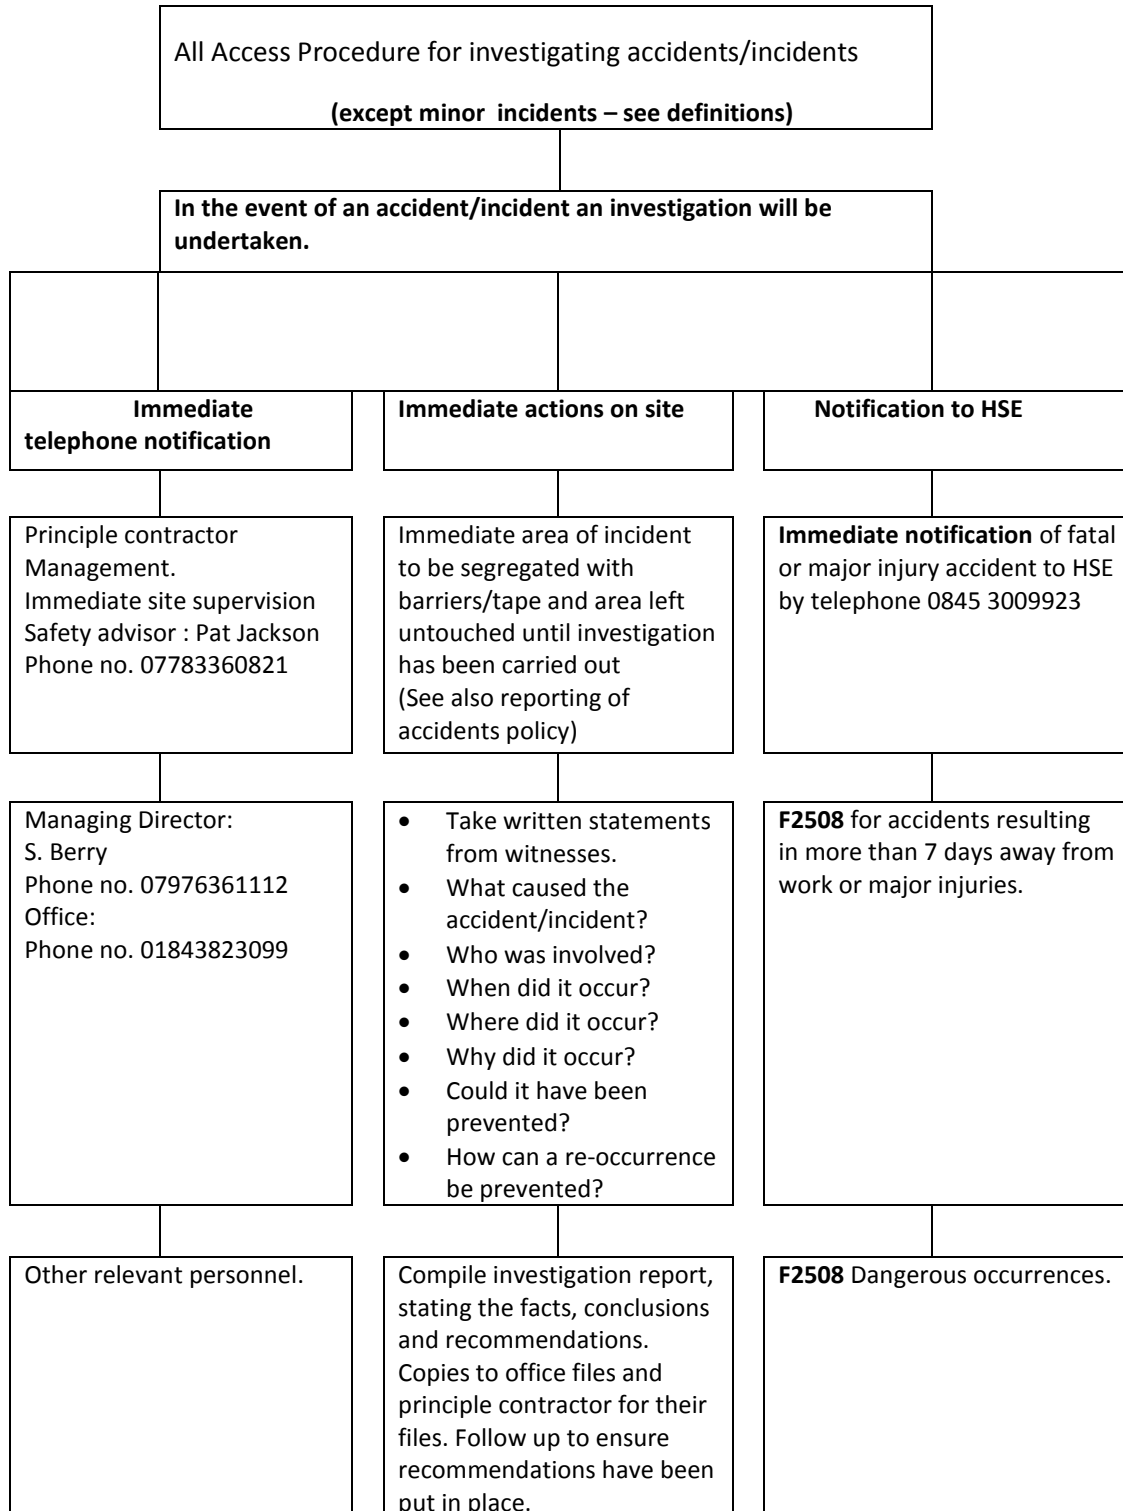 All Access Procedure for investigating accidents/incidents
(except minor incidents – see definitions)
In the event of an accident/incident an investigation will be
undertaken.
Immediate
telephone notification
Principle contractor
Management.
Immediate site supervision
Safety advisor : Pat Jackson
Phone no. 07783360821
Managing Director:
S. Berry
Phone no. 07976361112
Office:
Phone no. 01843823099
Other relevant personnel.
Immediate actions on site
Immediate area of incident
to be segregated with
barriers/tape and area left
untouched until investigation
has been carried out
(See also reporting of
accidents policy)
• Take written statements
from witnesses.
• What caused the
accident/incident?
• Who was involved?
• When did it occur?
• Where did it occur?
• Why did it occur?
• Could it have been
prevented?
• How can a re-occurrence
be prevented?
Compile investigation report,
stating the facts, conclusions
and recommendations.
Copies to office files and
principle contractor for their
files. Follow up to ensure
recommendations have been
put in place.
Notification to HSE
Immediate notification of fatal
or major injury accident to HSE
by telephone 0845 3009923
F2508 for accidents resulting
in more than 7 days away from
work or major injuries.
F2508 Dangerous occurrences.